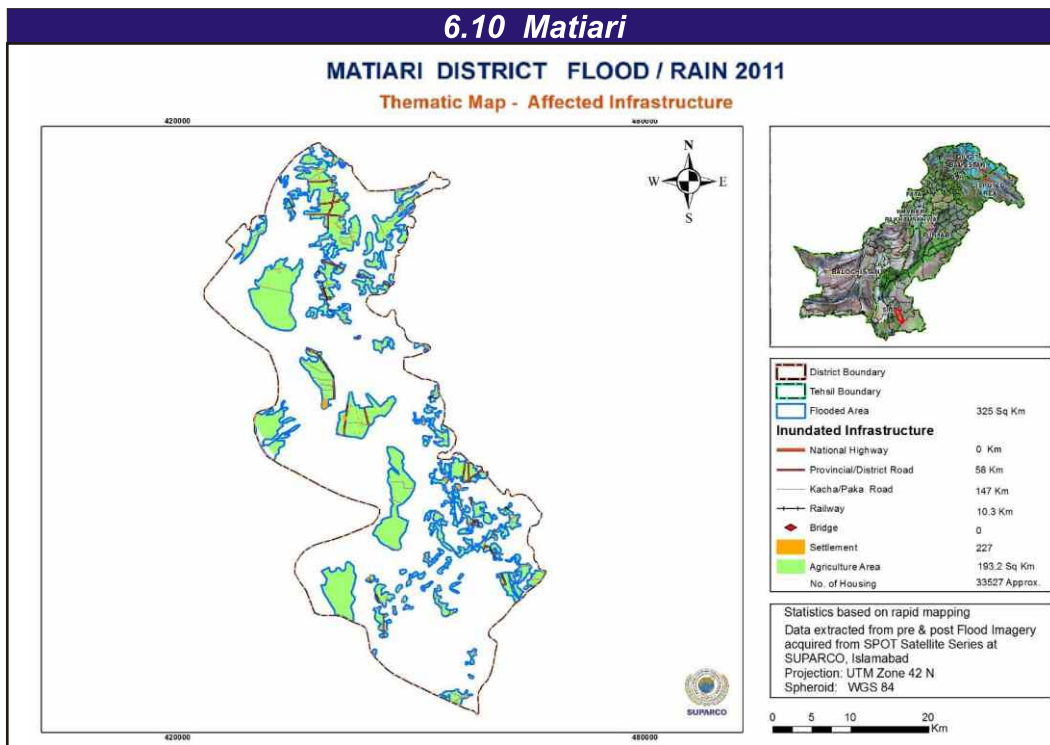 6.10 Matiari
MATIARI DISTRICT FLOOD / RAIN 2011
Thematic Map - Affected Infrastructure
420000
480000
N
W E
S
BALOCHISTAN
District Boundary
Tehsil Boundary
Flooded Area 325 Sq Km
Inundated Infrastructure
National Highway 0 Km
Provincial/District Road 58 Km
Kacha/Paka Road 147 Km
Railway 10.3 Km
Bridge 0
Settlement 227
Agriculture Area 193.2 Sq Km
No. of Housing 33527 Approx.
Statistics based on rapid mapping
Data extracted from pre & post Flood Imagery
acquired from SPOT Satellite Series at
SUPARCO, Islamabad
Projection: UTM Zone 42 N
Spheroid: WGS 84
SUPARCO
0 5 10 20
Km
420000
480000